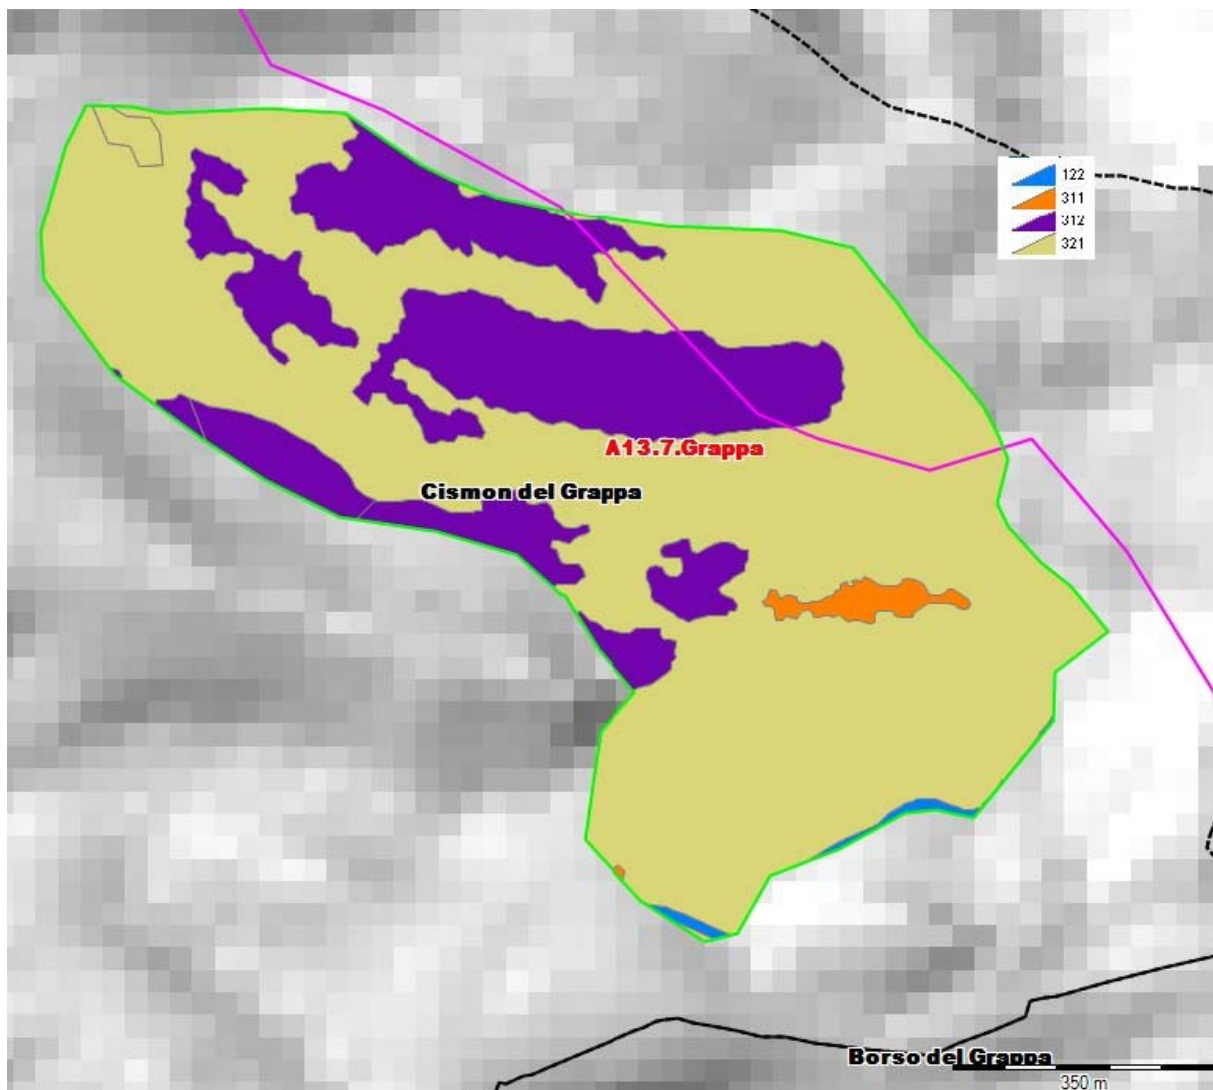 122
311
312
321
A13.7.Grappa
Cismon del Grappa
Borso del Grappa
350 m